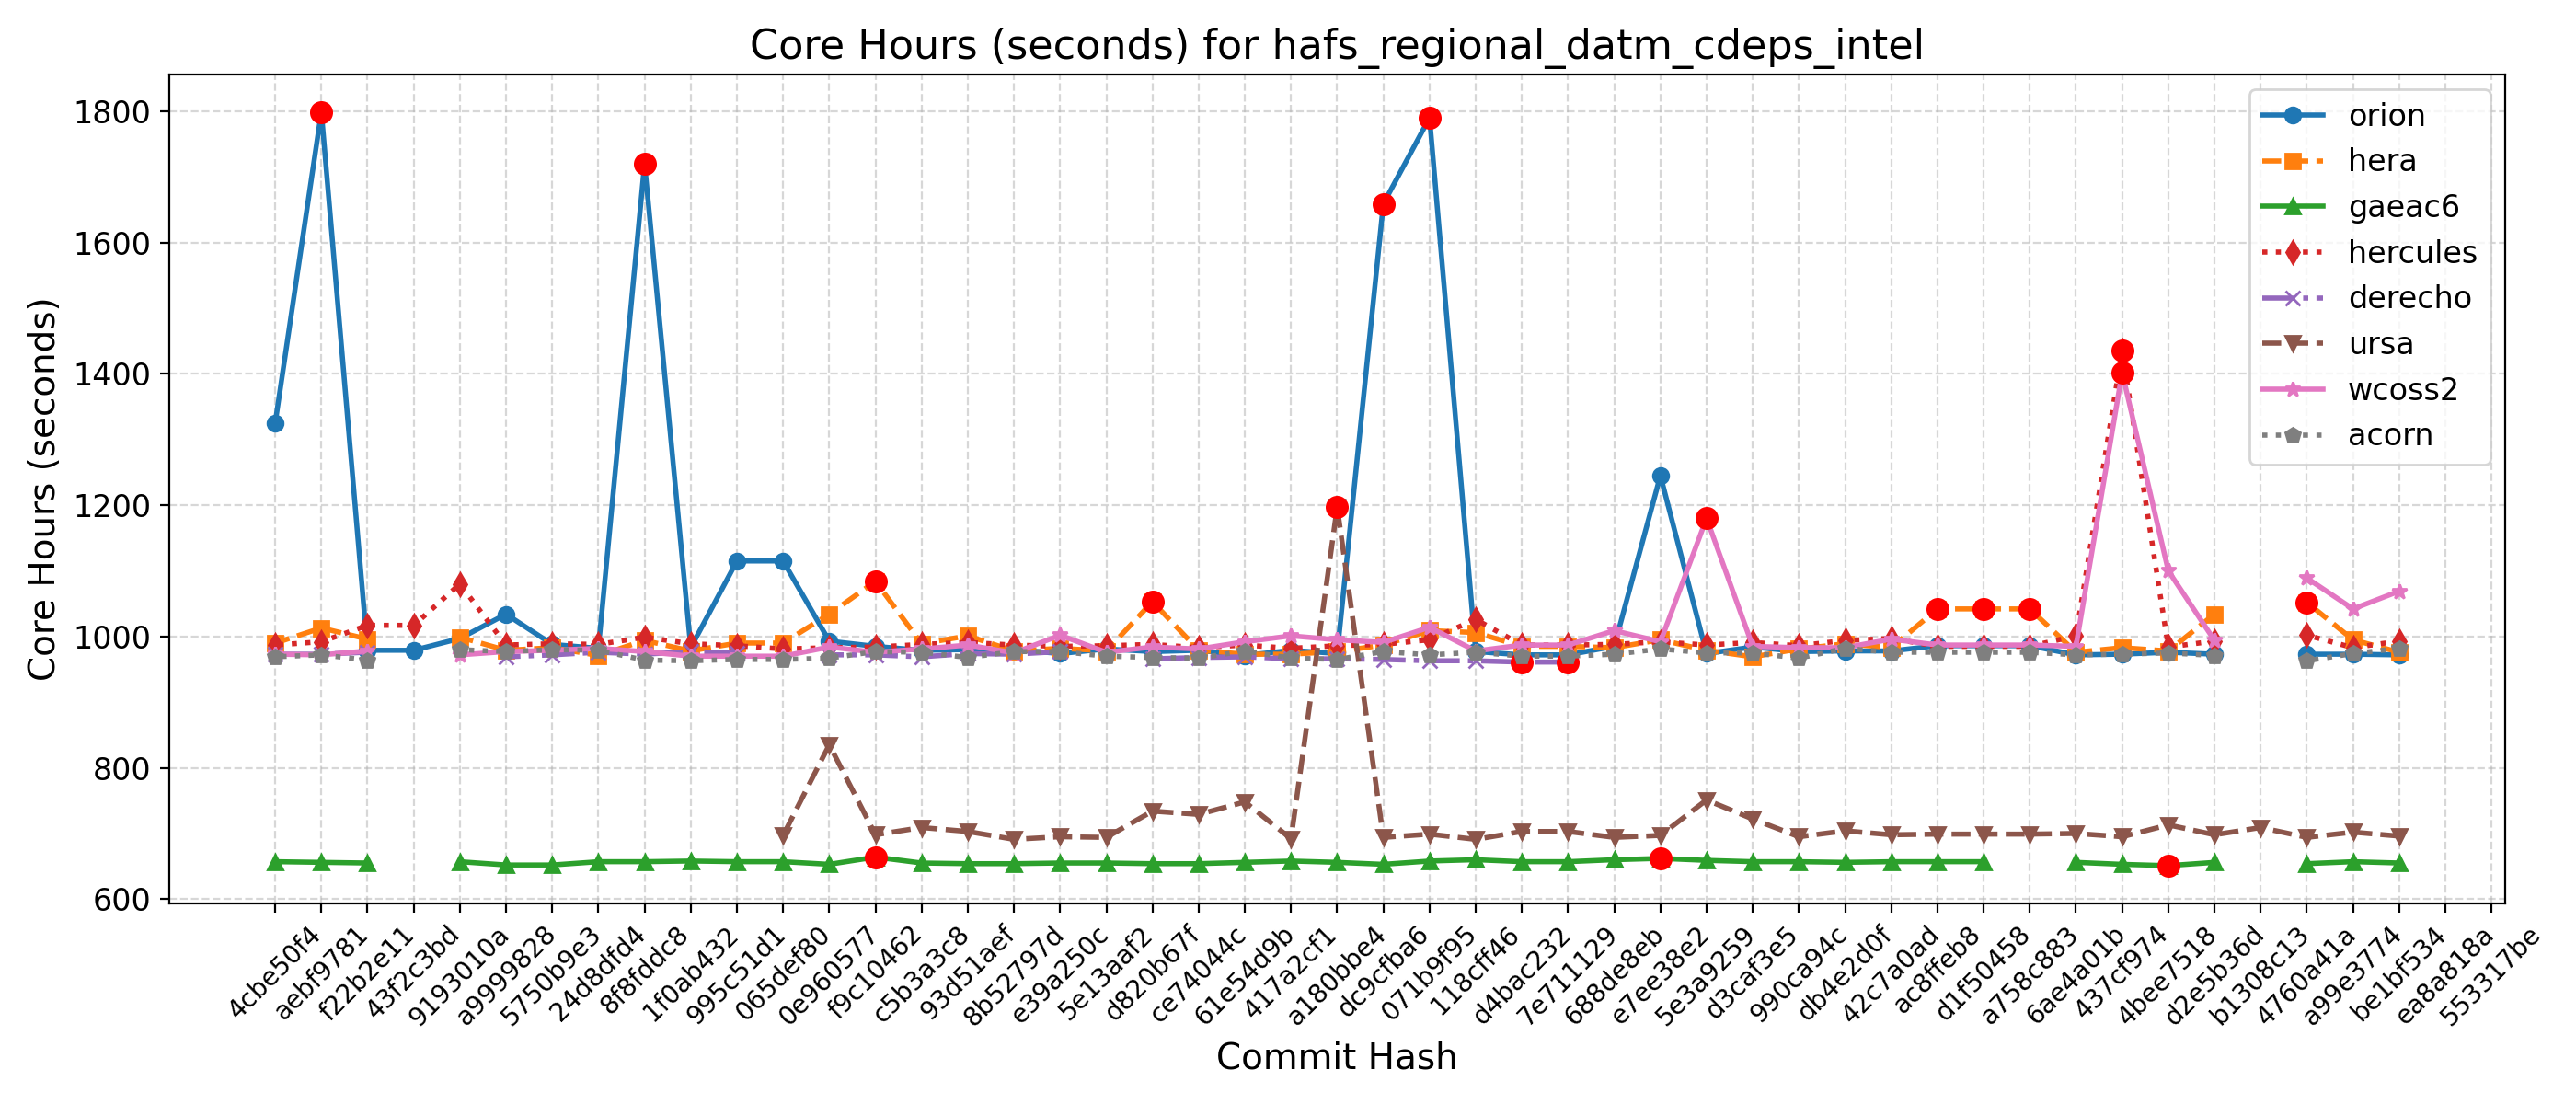 Core Hours (seconds) for hafs_regional_datm_cdeps_intel
Core Hours (seconds)
1800
1600
1400
1200
1000
800
600
orion
hera
gaeac6
hercules
derecho
ursa
wcoss2
acorn
4cbe50f4
aebf9781
f22bb2e11
43f2c3bd
9193010a
a9999828
5750b9e3
24d8dfd4
8f8fddc8
1f0ab432
995c51d1
065def80
0e960577
f9c10462
c5b3a3c8
93d51aef
8b52797d
e39a250c
5e13aaf2
d820b67f
ce74044c
61e54d9b
417a2cf1
a180bbe4
dc9cfba6
071b9f95
118cff46
d4bac232
7e711129
688de8eb
e7ee38e2
5e3a9259
d3caf3e5
990ca94c
db4e2d0f
42c7a0ad
ac8ffeb8
d1f50458
a758c883
6ae4a01b
437cf974
4bee7518
d2e5b36d
b1308c13
4760a41a
a99e3774
be1bf534
ea8a818a
553317be
Commit Hash